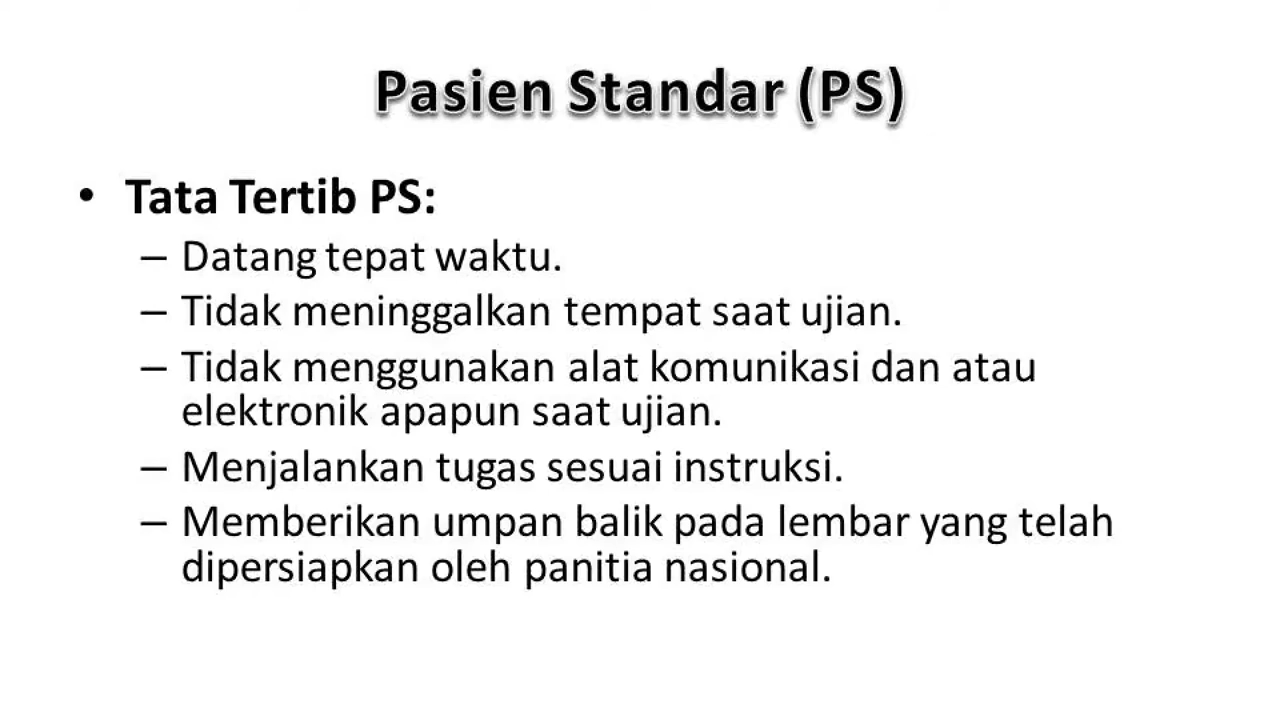 Pasien Standar (PS)
• Tata Tertib PS:
– Datang tepat waktu.
– Tidak meninggalkan tempat saat ujian.
– Tidak menggunakan alat komunikasi dan atau
elektronik apapun saat ujian.
– Menjalankan tugas sesuai instruksi.
– Memberikan umpan balik pada lembar yang telah
dipersiapkan oleh panitia nasional.